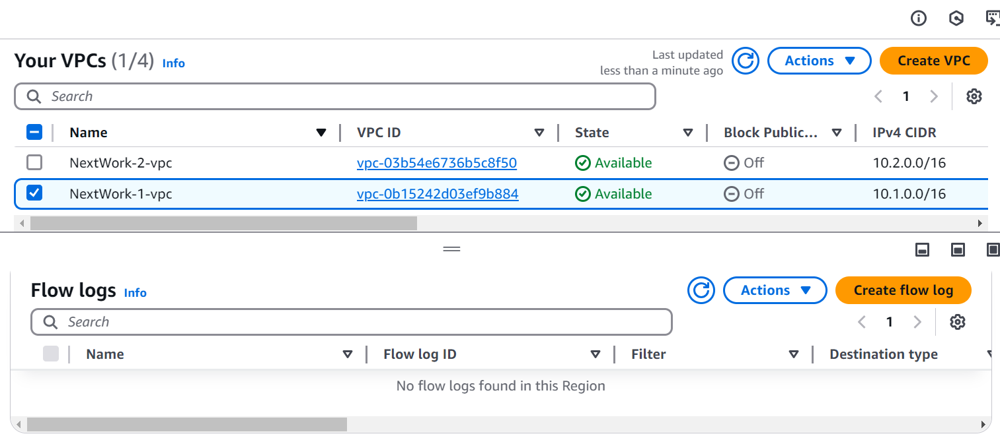 Your VPCs (1/4) Info
Last updated
less than a minute ago
Actions
Create VPC
Search
1
Name VPC ID State Block Public... IPv4 CIDR
NextWork-2-vpc vpc-03b54e6736b5c8f50 Available Off 10.2.0.0/16
NextWork-1-vpc vpc-0b15242d03ef9b884 Available Off 10.1.0.0/16
Flow logs Info
Actions
Create flow log
Search
1
Name Flow log ID Filter Destination type
No flow logs found in this Region